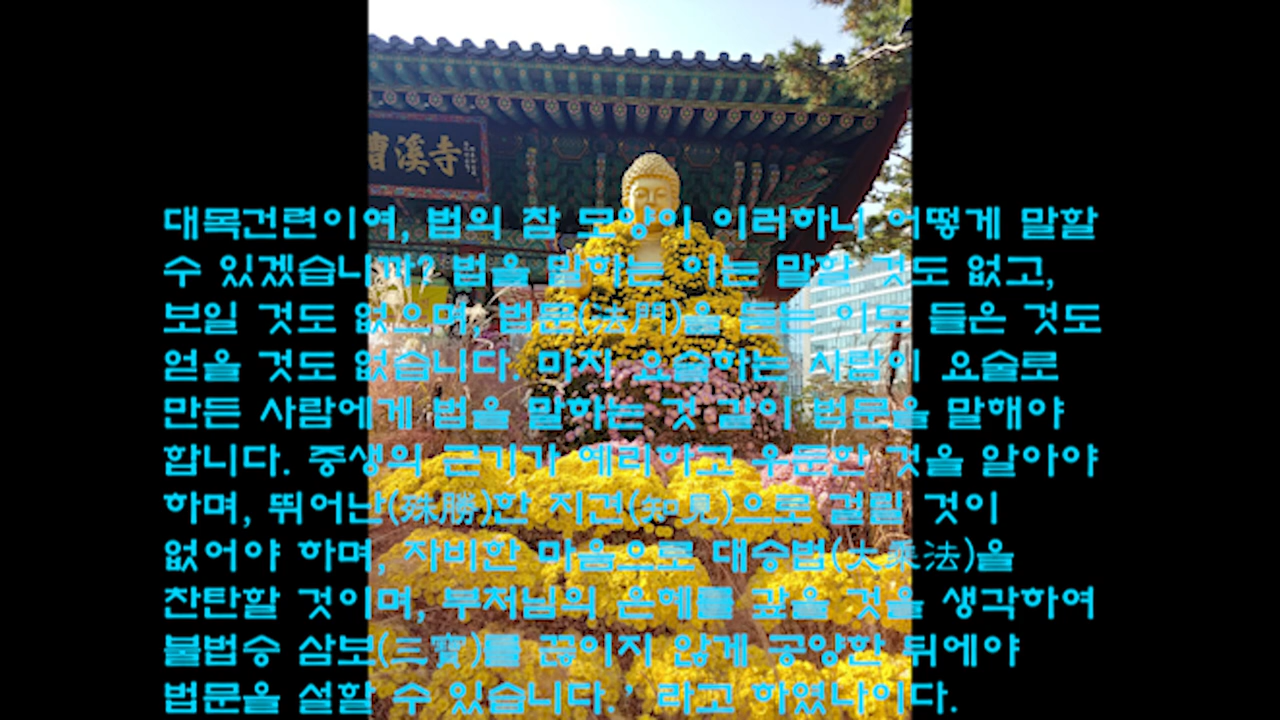 曹溪寺
대목건련이여, 법의 참 모양이 이러하니 어떻게 말할
수 있겠습니까? 법을 말하는 이는 말할 것도 없고,
보일 것도 없으며, 법문(法門)을 듣는 이도 들은 것도
얻을 것도 없습니다. 마치 요술하는 사람이 요술로
만든 사람에게 법을 말하는 것 같이 법문을 말해야
합니다. 중생의 근기가 예리하고 우둔한 것을 알아야
하며, 뛰어난(殊勝)한 지견(知見)으로 걸릴 것이
없어야 하며, 자비한 마음으로 대승법(大乘法)을
찬탄할 것이며, 부처님의 은혜를 갚을 것을 생각하여
불법승 삼보(三寶)를 끊이지 않게 공양한 뒤에야
법문을 설할 수 있습니다.' 라고 하였나이다.